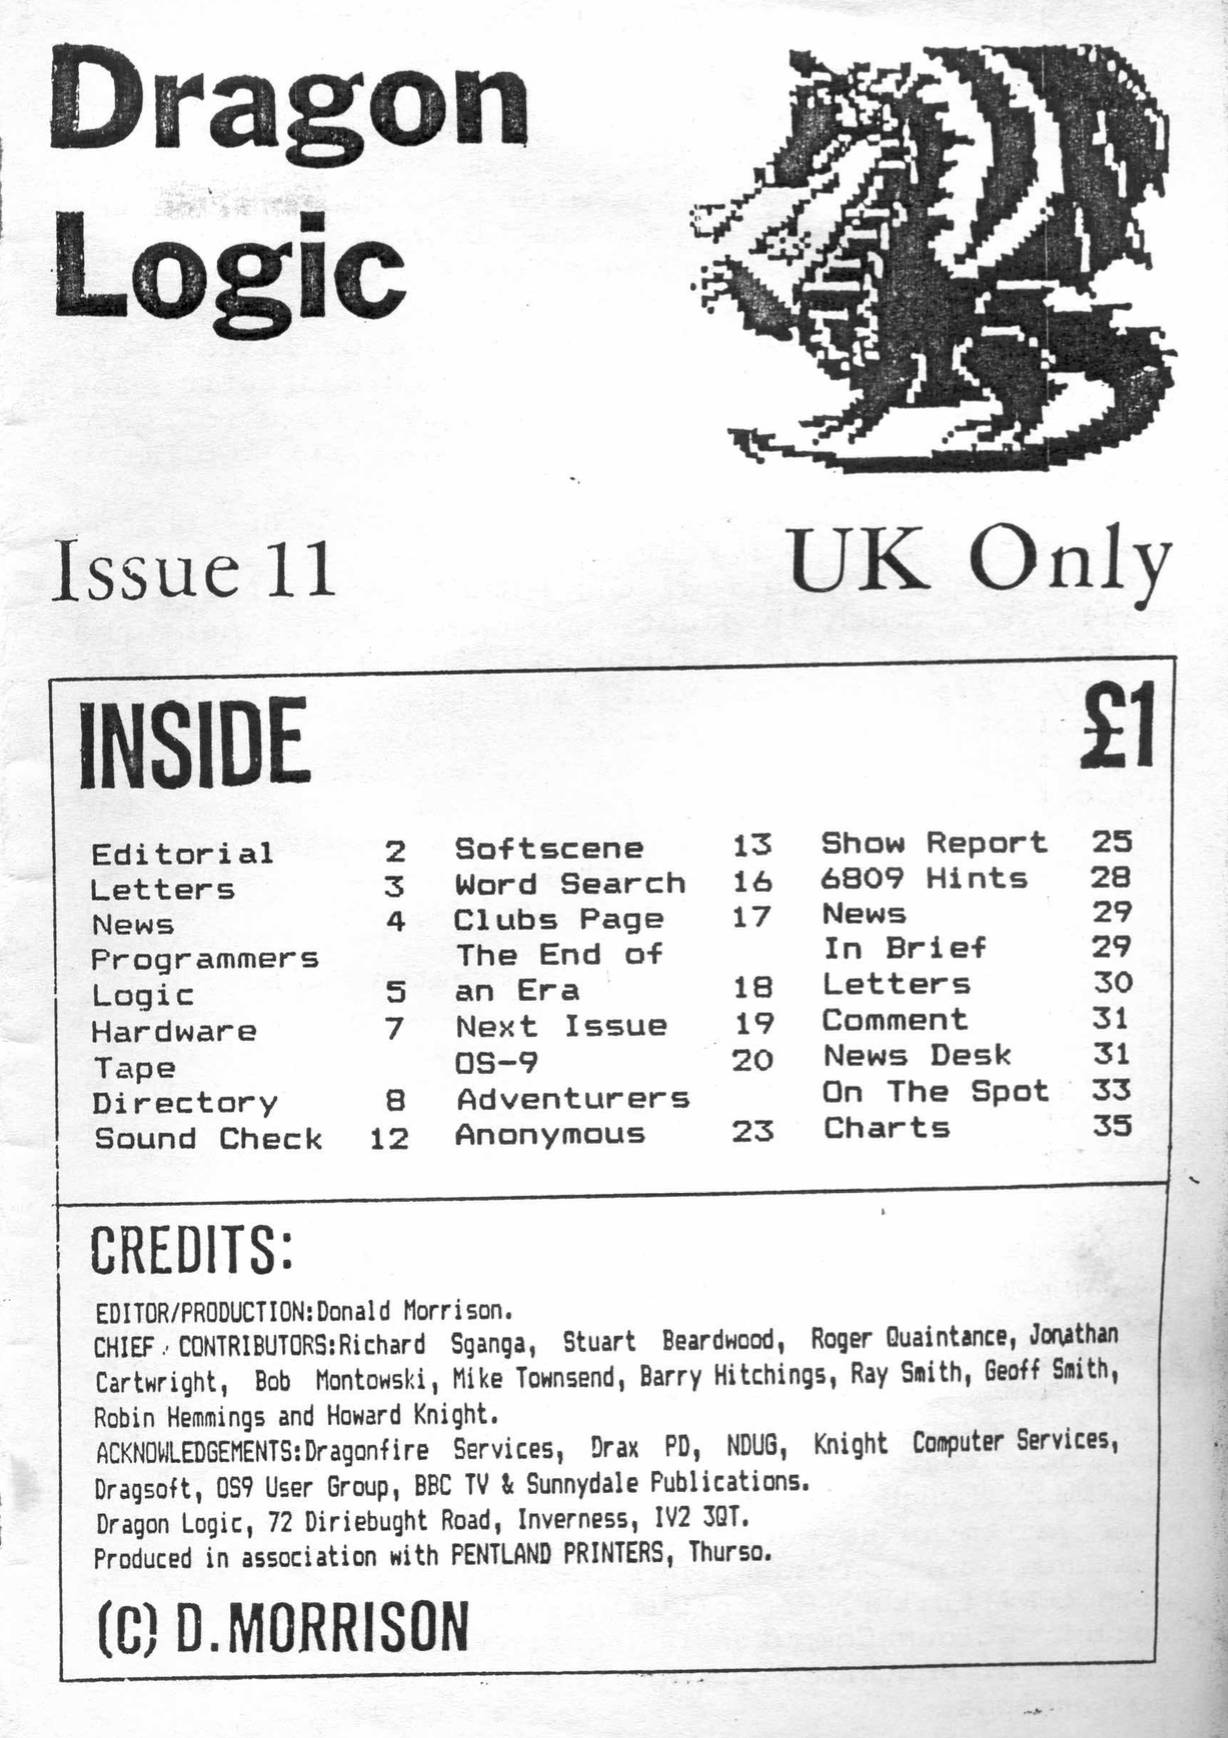 Dragon
Logic
Issue 11
UK Only
INSIDE
£1
Editorial 2
Letters 3
News 4
Programmers
Logic 5
Hardware 7
Tape
Directory 8
Sound Check 12
Softscene 13
Word Search 16
Clubs Page 17
The End of
an Era 18
Next Issue 19
OS-9 20
Adventurers
Anonymous 23
Show Report 25
6809 Hints 28
News 29
In Brief 29
Letters 30
Comment 31
News Desk 31
On The Spot 33
Charts 35
CREDITS:
EDITOR/PRODUCTION:Donald Morrison.
CHIEF CONTRIBUTORS:Richard Sganga, Stuart Beardwood, Roger Quaintance, Jonathan
Cartwright, Bob Montowski, Mike Townsend, Barry Hitchings, Ray Smith, Geoff Smith,
Robin Hemmings and Howard Knight.
ACKNOWLEDGEMENTS:Dragonfire Services, Drax PD, NDUG, Knight Computer Services,
Dragsoft, OS9 User Group, BBC TV & Sunnydale Publications.
Dragon Logic, 72 Diriebught Road, Inverness, IV2 3QT.
Produced in association with PENTLAND PRINTERS, Thurso.
(C) D.MORRISON